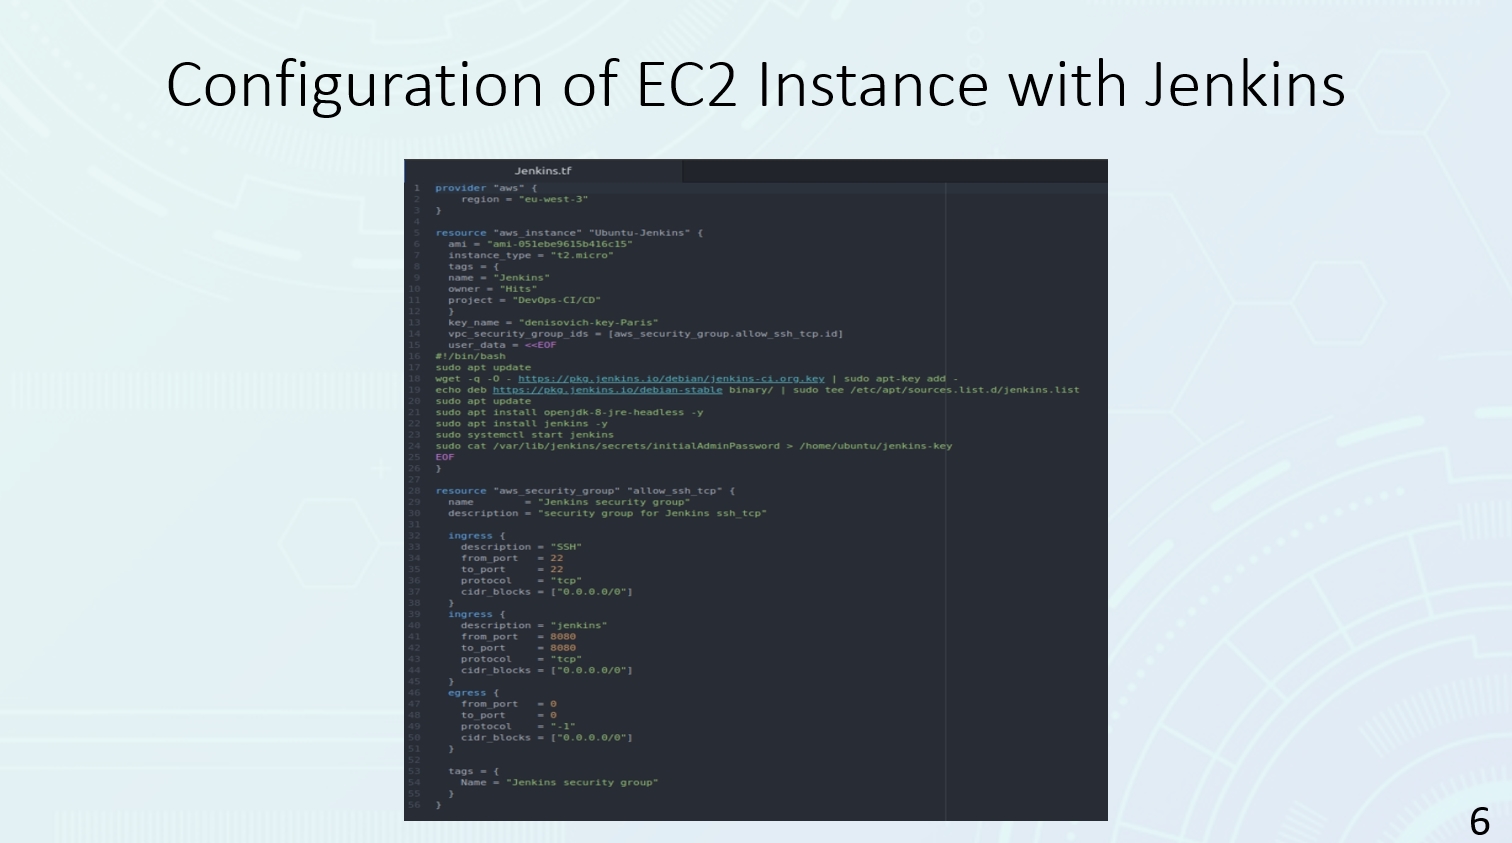 Configuration of EC2 Instance with Jenkins
Jenkins.tf
1 provider "aws" {
2     region = "eu-west-3"
3 }
4
5 resource "aws_instance" "Ubuntu-Jenkins" {
6   ami = "ami-051ebe9615b416c15"
7   instance_type = "t2.micro"
8   tags = {
9   name = "Jenkins"
10   owner = "Hits"
11   project = "DevOps-CI/CD"
12   }
13   key_name = "denisovich-key-Paris"
14   vpc_security_group_ids = [aws_security_group.allow_ssh_tcp.id]
15   user_data = <<EOF
16 #!/bin/bash
17 sudo apt update
18 wget -q -O - https://pkg.jenkins.io/debian/jenkins-ci.org.key | sudo apt-key add -
19 echo deb https://pkg.jenkins.io/debian-stable binary/ | sudo tee /etc/apt/sources.list.d/jenkins.list
20 sudo apt update
21 sudo apt install openjdk-8-jre-headless -y
22 sudo apt install jenkins -y
23 sudo systemctl start jenkins
24 sudo cat /var/lib/jenkins/secrets/initialAdminPassword > /home/ubuntu/jenkins-key
25 EOF
26 }
27
28 resource "aws_security_group" "allow_ssh_tcp" {
29   name        = "Jenkins security group"
30   description = "security group for Jenkins ssh_tcp"
31
32   ingress {
33     description = "SSH"
34     from_port   = 22
35     to_port     = 22
36     protocol    = "tcp"
37     cidr_blocks = ["0.0.0.0/0"]
38   }
39   ingress {
40     description = "jenkins"
41     from_port   = 8080
42     to_port     = 8080
43     protocol    = "tcp"
44     cidr_blocks = ["0.0.0.0/0"]
45   }
46   egress {
47     from_port   = 0
48     to_port     = 0
49     protocol    = "-1"
50     cidr_blocks = ["0.0.0.0/0"]
51   }
52
53   tags = {
54     Name = "Jenkins security group"
55   }
56 }
6